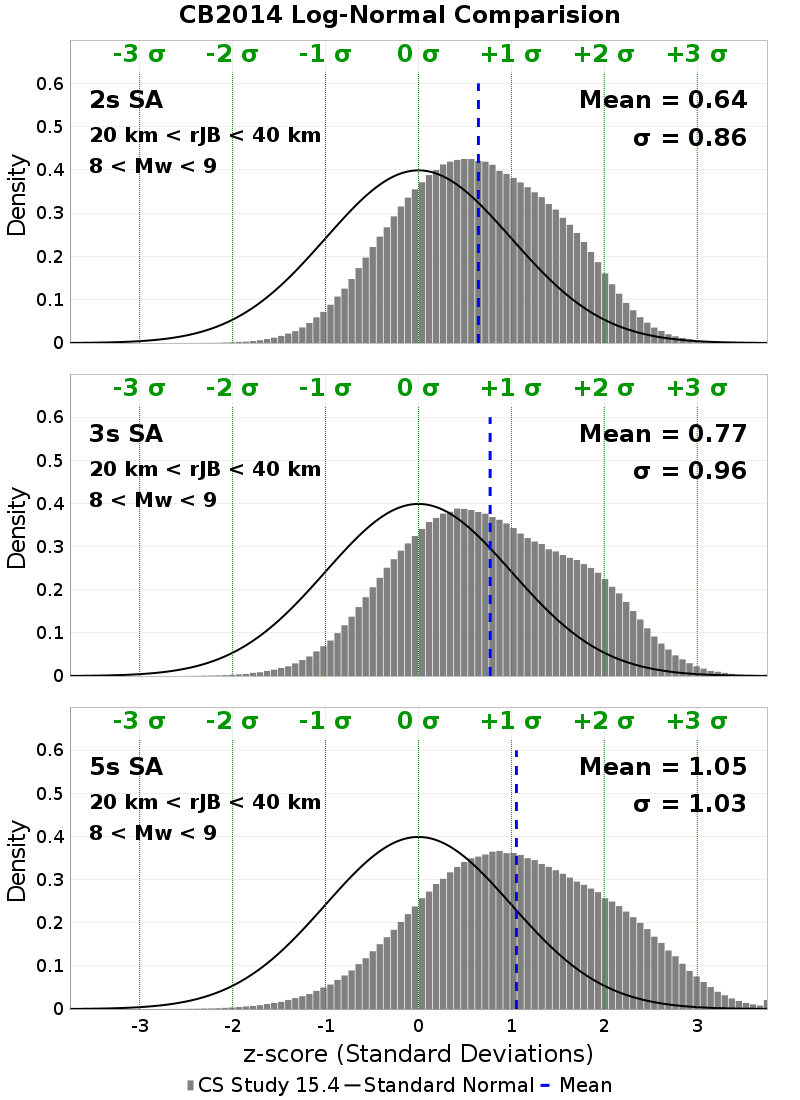 CB2014 Log-Normal Comparision
-3 σ -2 σ -1 σ 0 σ +1 σ +2 σ +3 σ
0.6
2s SA Mean = 0.64
0.5
20 km < rJB < 40 km σ = 0.86
8 < Mw < 9
0.4
0.3
0.2
0.1
0
Density
-3 σ -2 σ -1 σ 0 σ +1 σ +2 σ +3 σ
0.6
3s SA Mean = 0.77
0.5
20 km < rJB < 40 km σ = 0.96
8 < Mw < 9
0.4
0.3
0.2
0.1
0
Density
-3 σ -2 σ -1 σ 0 σ +1 σ +2 σ +3 σ
0.6
5s SA Mean = 1.05
0.5
20 km < rJB < 40 km σ = 1.03
8 < Mw < 9
0.4
0.3
0.2
0.1
0
Density
-3 -2 -1 0 1 2 3
z-score (Standard Deviations)
CS Study 15.4 Standard Normal Mean